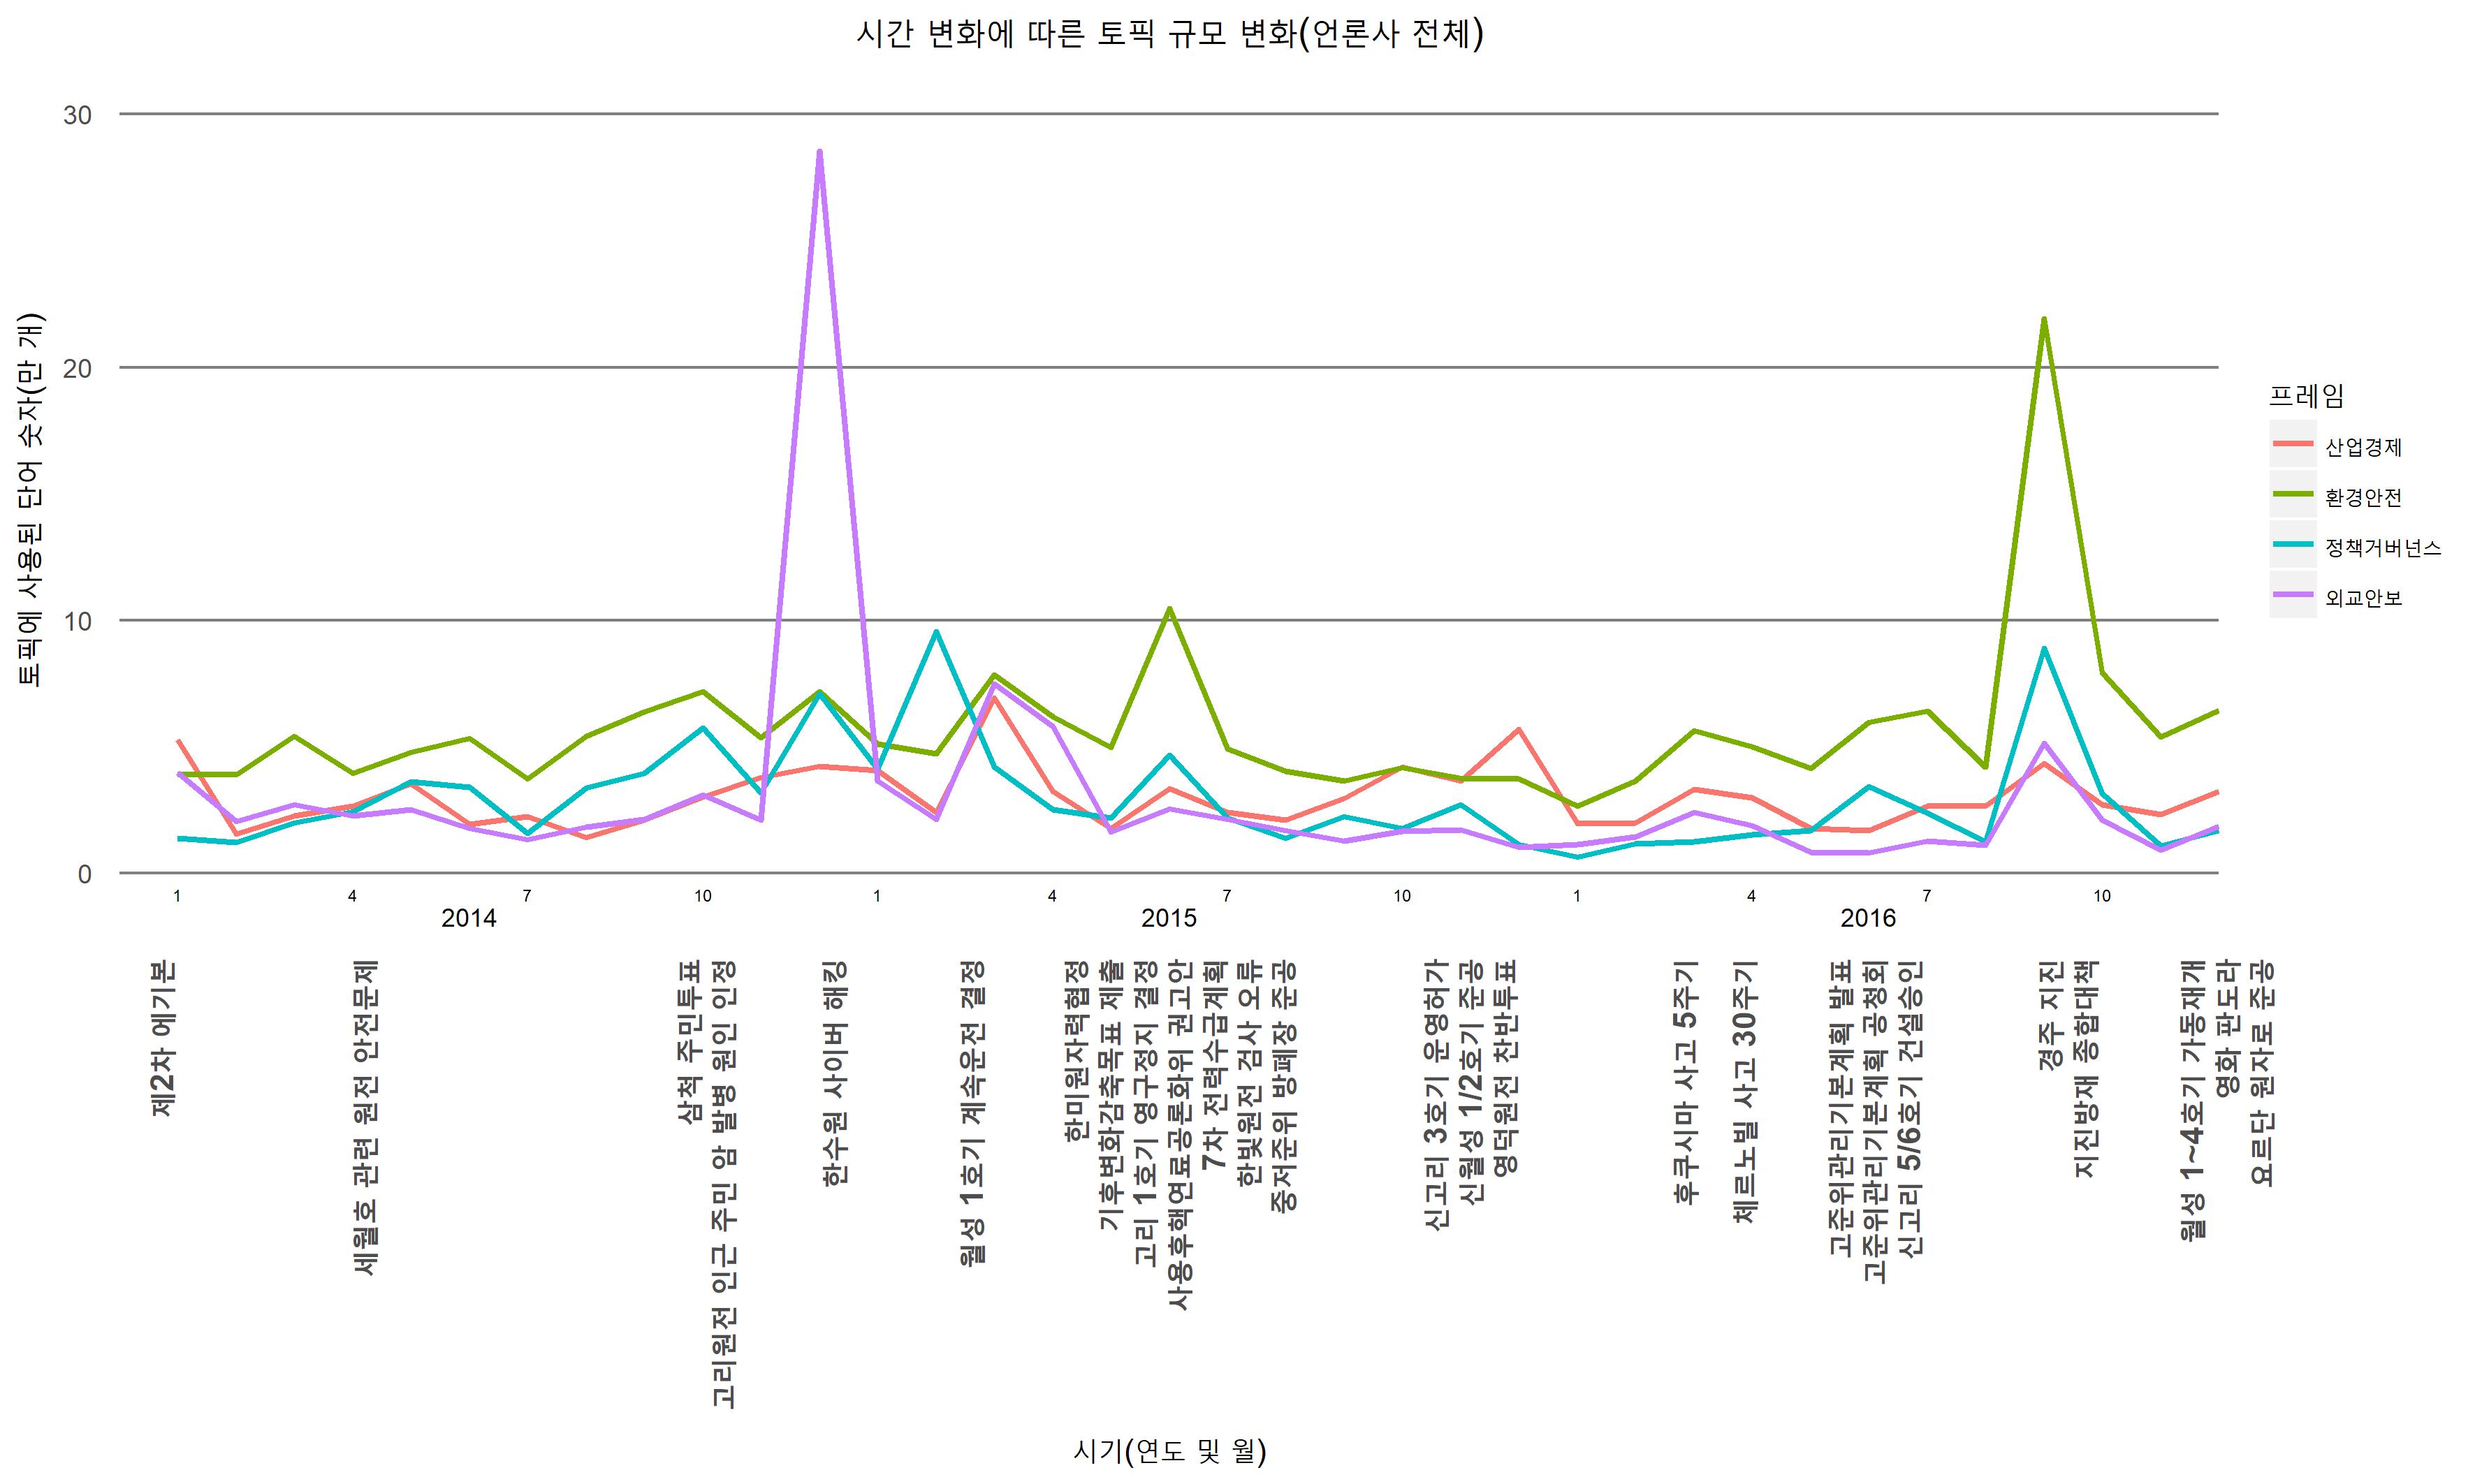 시간 변화에 따른 토픽 규모 변화(언론사 전체)
토픽에 사용된 단어 숫자(만 개)
30
20
10
0
1
4
7
10
1
4
7
10
1
4
7
10
2014
2015
2016
제2차 에기본
세월호 관련 원전 안전문제
삼척 주민투표
고리원전 인근 주민 암 발병 원인 인정
한수원 사이버 해킹
월성 1호기 계속운전 결정
한미원자력협정
기후변화감축목표 제출
고리 1호기 영구정지 결정
사용후핵연료공론화위 권고안
7차 전력수급계획
한빛원전 검사 오류
중저준위 방폐장 준공
신고리 3호기 운영허가
신월성 1/2호기 준공
영덕원전 찬반투표
후쿠시마 사고 5주기
체르노빌 사고 30주기
고준위관리기본계획 발표
고준위관리기본계획 공청회
신고리 5/6호기 건설승인
경주 지진
지진방재 종합대책
월성 1~4호기 가동재개
영화 판도라
요르단 원자로 준공
시기(연도 및 월)
프레임
산업경제
환경안전
정책거버넌스
외교안보